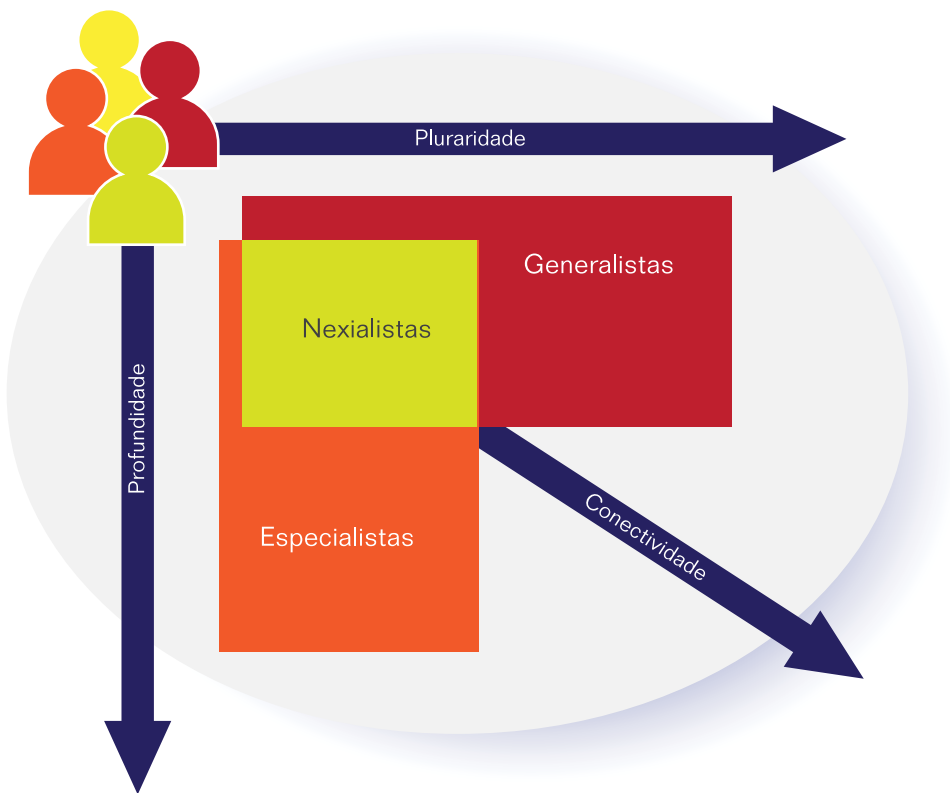 Pluraridade
Generalistas
Nexialistas
Profundidade
Conectividade
Especialistas